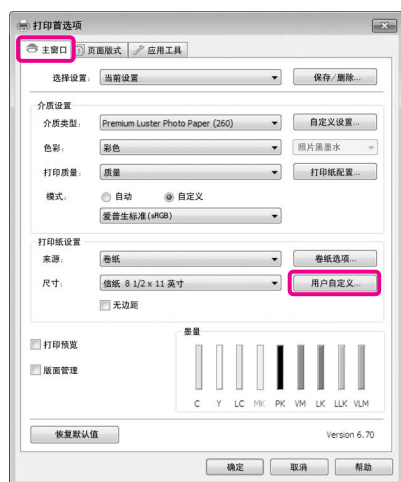 打印首选项
主窗口 页面版式 应用工具
选择设置: 当前设置 保存/删除...
介质设置
介质类型: Premium Luster Photo Paper (260) 自定义设置...
色彩: 彩色 照片黑墨水
打印质量: 质量 打印纸配置...
模式: 自动 自定义
爱普生标准(sRGB)
打印纸设置
来源: 卷纸 卷纸选项...
尺寸: 信纸 8 1/2 x 11 英寸 用户自定义...
无边距
墨量
打印预览
版面管理
C Y LC MK PK VM LK LLK VLM
恢复默认值 Version 6.70
确定 取消 帮助